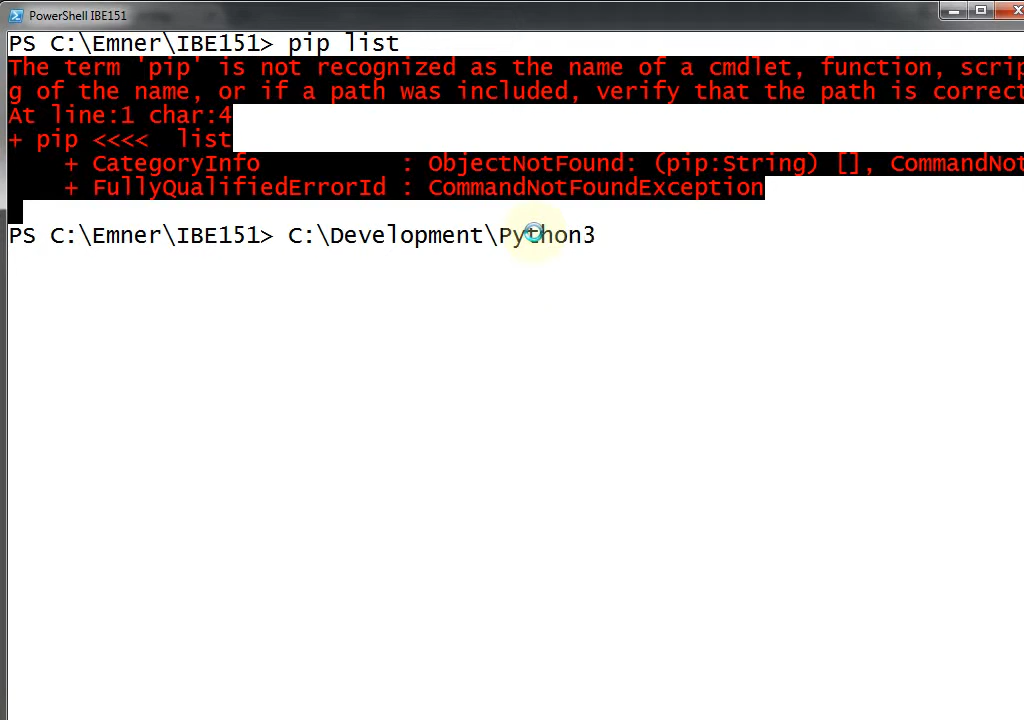 PowerShell IBE151
PS C:\Emner\IBE151> pip list
The term 'pip' is not recognized as the name of a cmdlet, function, scrip
g of the name, or if a path was included, verify that the path is correct
At line:1 char:4
+ pip <<<<  list
    + CategoryInfo          : ObjectNotFound: (pip:String) [], CommandNot
    + FullyQualifiedErrorId : CommandNotFoundException
PS C:\Emner\IBE151> C:\Development\Python3